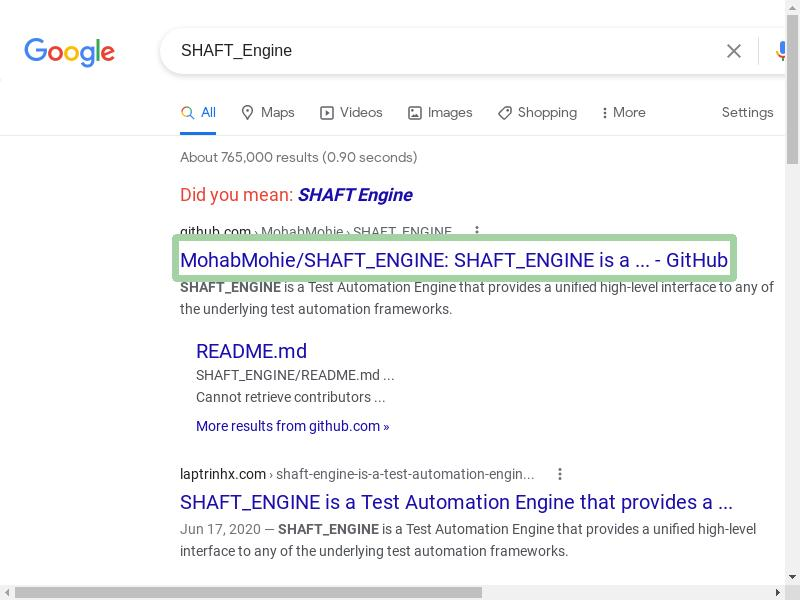 Google
SHAFT_Engine
All Maps Videos Images Shopping More Settings
About 765,000 results (0.90 seconds)
Did you mean: SHAFT Engine
github.com › MohabMohie › SHAFT_ENGINE
MohabMohie/SHAFT_ENGINE: SHAFT_ENGINE is a ... - GitHub
SHAFT_ENGINE is a Test Automation Engine that provides a unified high-level interface to any of
the underlying test automation frameworks.
README.md
SHAFT_ENGINE/README.md ...
Cannot retrieve contributors ...
More results from github.com »
laptrinhx.com › shaft-engine-is-a-test-automation-engin...
SHAFT_ENGINE is a Test Automation Engine that provides a ...
Jun 17, 2020 — SHAFT_ENGINE is a Test Automation Engine that provides a unified high-level
interface to any of the underlying test automation frameworks.